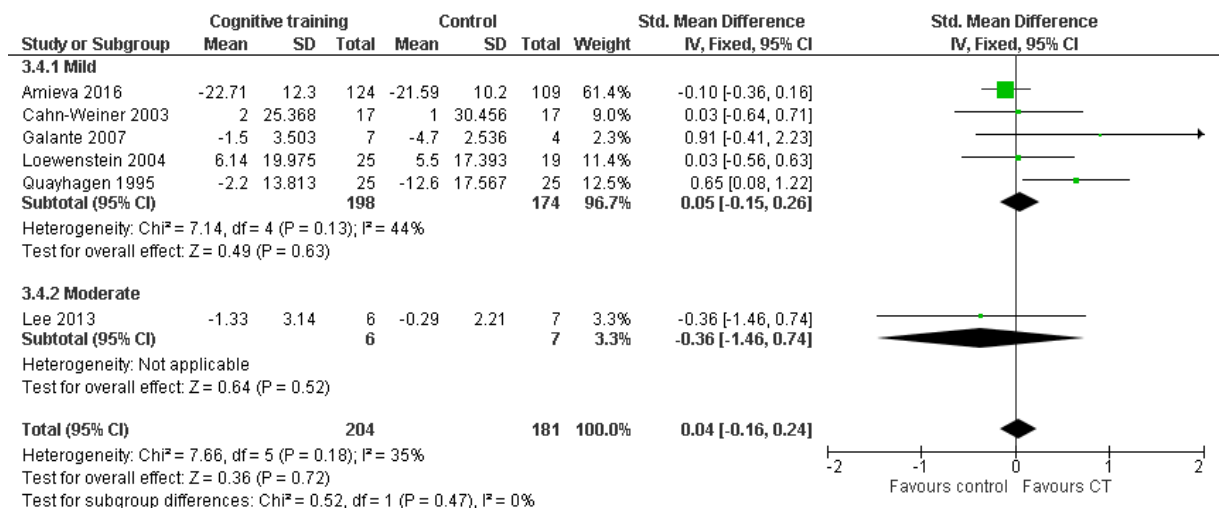 Cognitive training Control Std. Mean Difference Std. Mean Difference
Study or Subgroup Mean SD Total Mean SD Total Weight IV, Fixed, 95% CI IV, Fixed, 95% CI
3.4.1 Mild
Amieva 2016 -22.71 12.3 124 -21.59 10.2 109 61.4% -0.10 [-0.36, 0.16]
Cahn-Weiner 2003 2 25.368 17 1 30.456 17 9.0% 0.03 [-0.64, 0.71]
Galante 2007 -1.5 3.503 7 -4.7 2.536 4 2.3% 0.91 [-0.41, 2.23]
Loewenstein 2004 6.14 19.975 25 5.5 17.393 19 11.4% 0.03 [-0.56, 0.63]
Quayhagen 1995 -2.2 13.813 25 -12.6 17.567 25 12.5% 0.65 [0.08, 1.22]
Subtotal (95% CI) 198 174 96.7% 0.05 [-0.15, 0.26]
Heterogeneity: Chi² = 7.14, df = 4 (P = 0.13); I² = 44%
Test for overall effect: Z = 0.49 (P = 0.63)
3.4.2 Moderate
Lee 2013 -1.33 3.14 6 -0.29 2.21 7 3.3% -0.36 [-1.46, 0.74]
Subtotal (95% CI) 6 7 3.3% -0.36 [-1.46, 0.74]
Heterogeneity: Not applicable
Test for overall effect: Z = 0.64 (P = 0.52)
Total (95% CI) 204 181 100.0% 0.04 [-0.16, 0.24]
Heterogeneity: Chi² = 7.66, df = 5 (P = 0.18); I² = 35%
Test for overall effect: Z = 0.36 (P = 0.72)
Test for subgroup differences: Chi² = 0.52, df = 1 (P = 0.47), I² = 0%
-2 -1 0 1 2
Favours control Favours CT